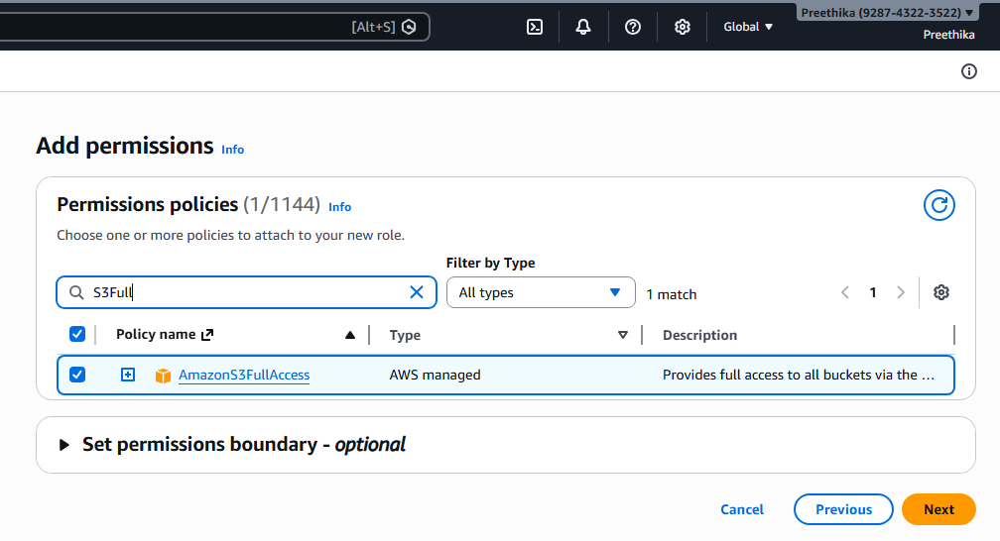 [Alt+S]
Global
Preethika (9287-4322-3522)
Preethika
Add permissions Info
Permissions policies (1/1144) Info
Choose one or more policies to attach to your new role.
Filter by Type
S3Full
All types
1 match
1
Policy name
Type
Description
AmazonS3FullAccess
AWS managed
Provides full access to all buckets via the ...
Set permissions boundary - optional
Cancel
Previous
Next